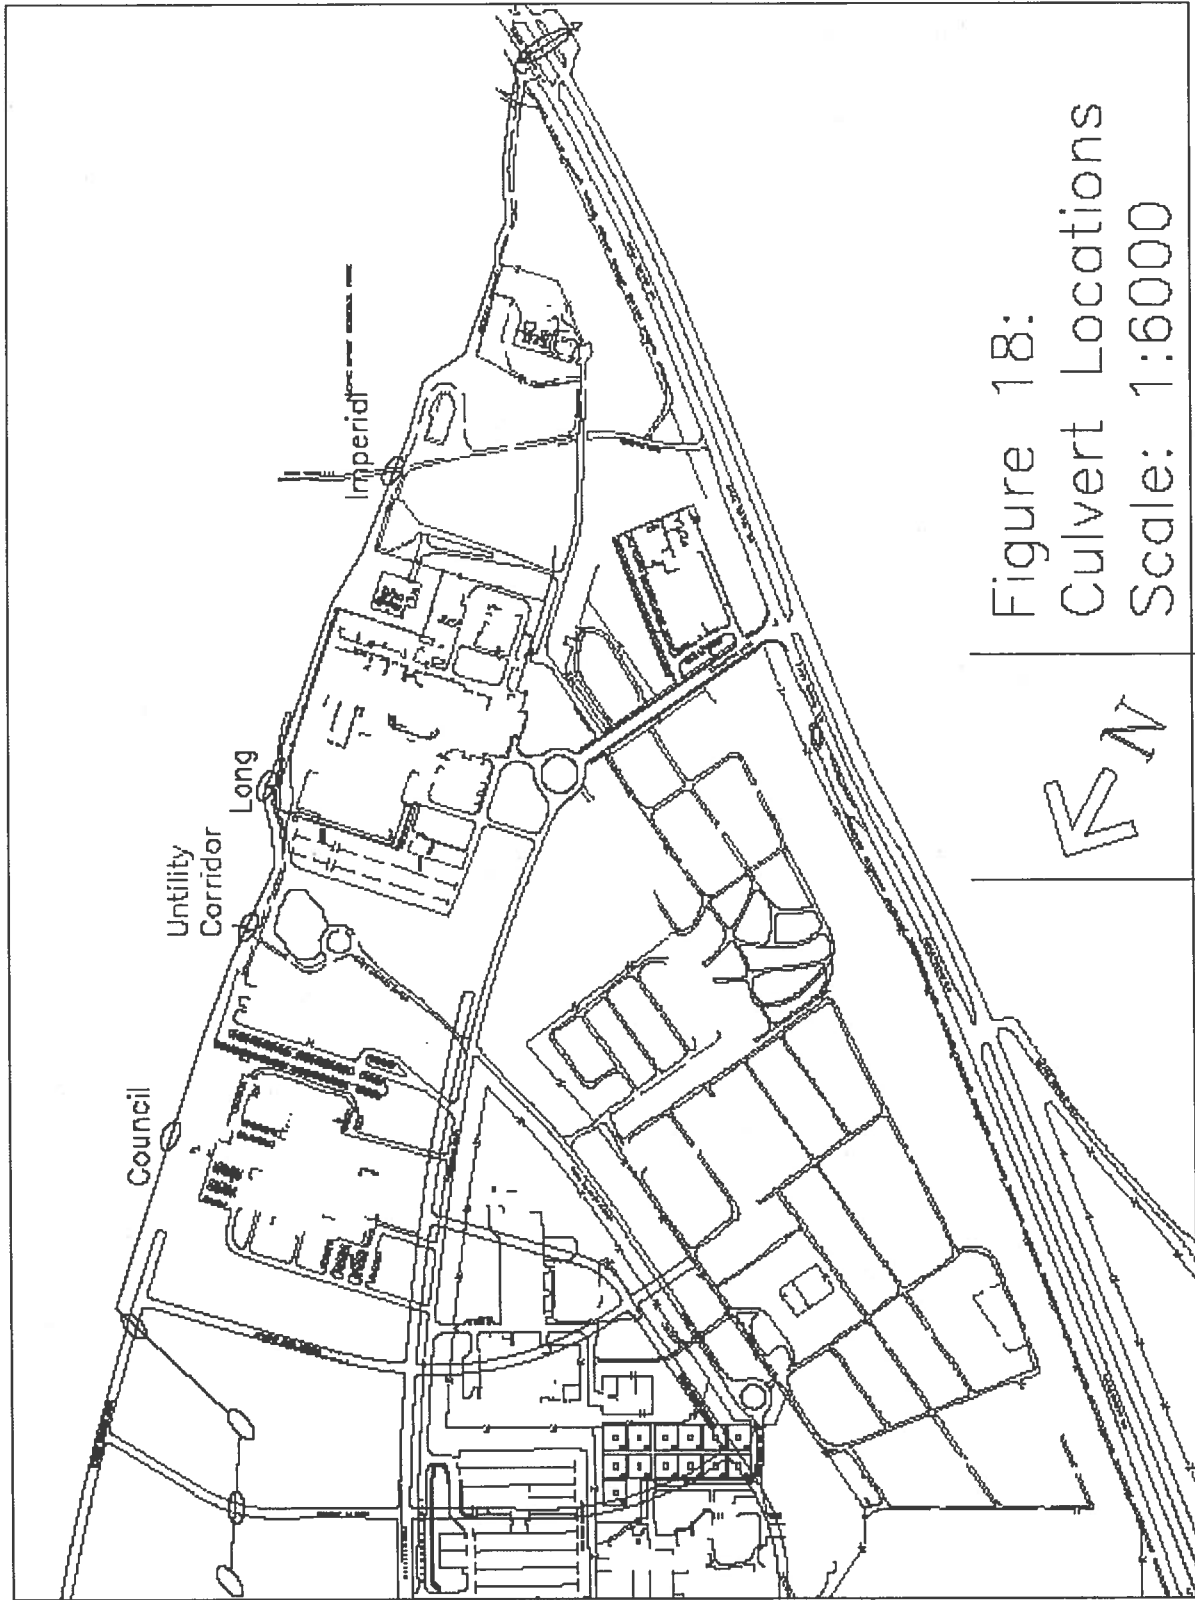 Imperial
Long
Untility
Corridor
Council
Figure 18:
Culvert Locations
Scale: 1:6000
N